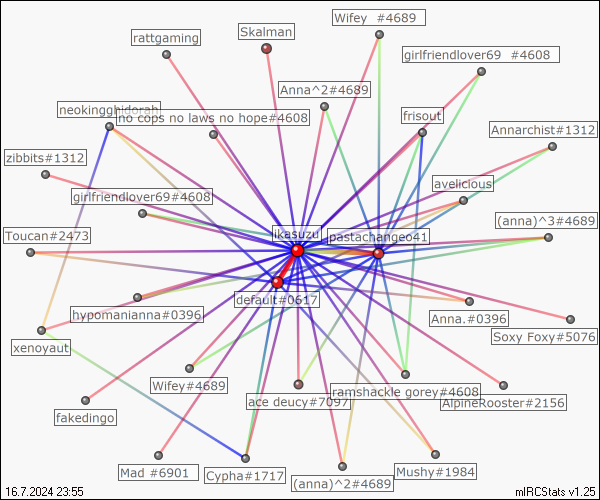 Wifey  #4689
Skalman
rattgaming
girlfriendlover69  #4608
Anna^2#4689
neokingghidorah
no cops no laws no hope#4608
frisout
Annarchist#1312
zibbits#1312
avelicious
girlfriendlover69#4608
(anna)^3#4689
Toucan#2473
ikasuzu
pastachangeo41
default#0617
hypomanianna#0396
Anna.#0396
Soxy Foxy#5076
xenoyaut
Wifey#4689
ace deucy#7097
ramshackle gorey#4608
AlpineRooster#2156
fakedingo
Mad #6901
Cypha#1717
(anna)^2#4689
Mushy#1984
16.7.2024 23:55
mIRCStats v1.25